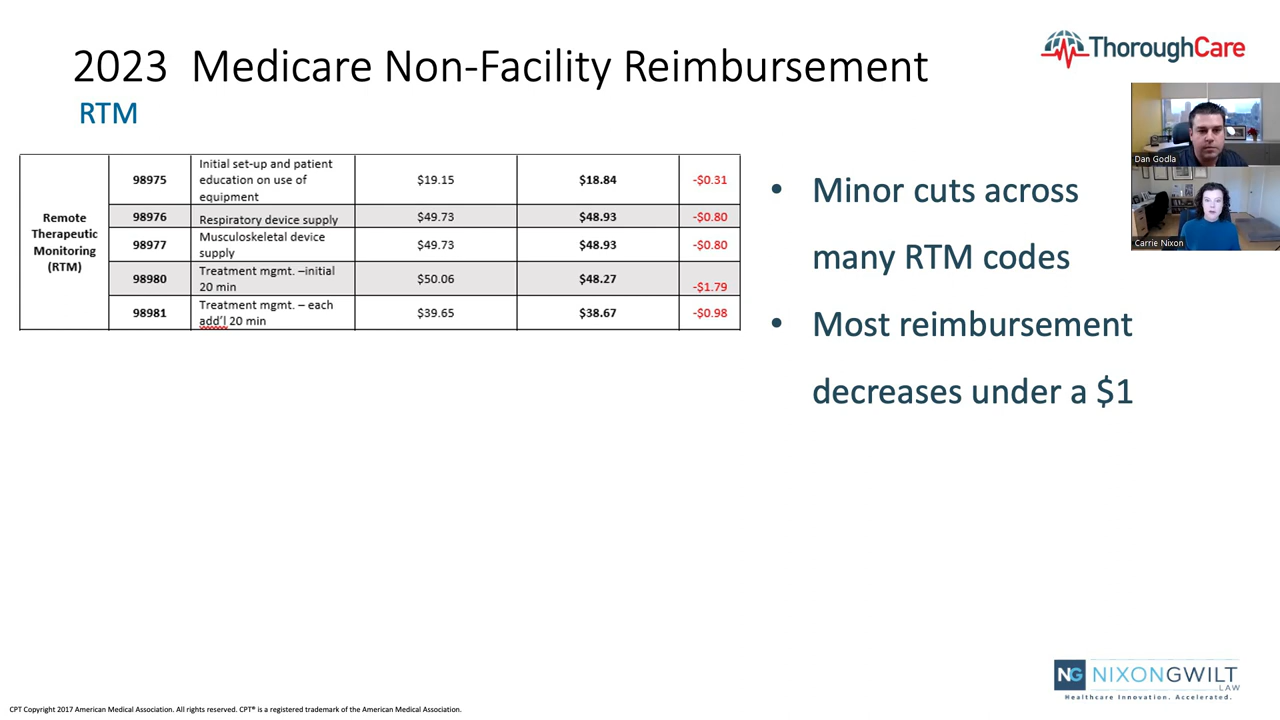 2023 Medicare Non-Facility Reimbursement
RTM
ThoroughCare
Dan Godla
Carrie Nixon
Remote
Therapeutic
Monitoring
(RTM)
98975
Initial set-up and patient
education on use of
equipment
$19.15
$18.84
-$0.31
98976
Respiratory device supply
$49.73
$48.93
-$0.80
98977
Musculoskeletal device
supply
$49.73
$48.93
-$0.80
98980
Treatment mgmt. –initial
20 min
$50.06
$48.27
-$1.79
98981
Treatment mgmt. – each
add'l 20 min
$39.65
$38.67
-$0.98
• Minor cuts across
many RTM codes
• Most reimbursement
decreases under a $1
NG NIXONGWILT
LAW
Healthcare Innovation. Accelerated.
CPT Copyright 2017 American Medical Association. All rights reserved. CPT® is a registered trademark of the American Medical Association.